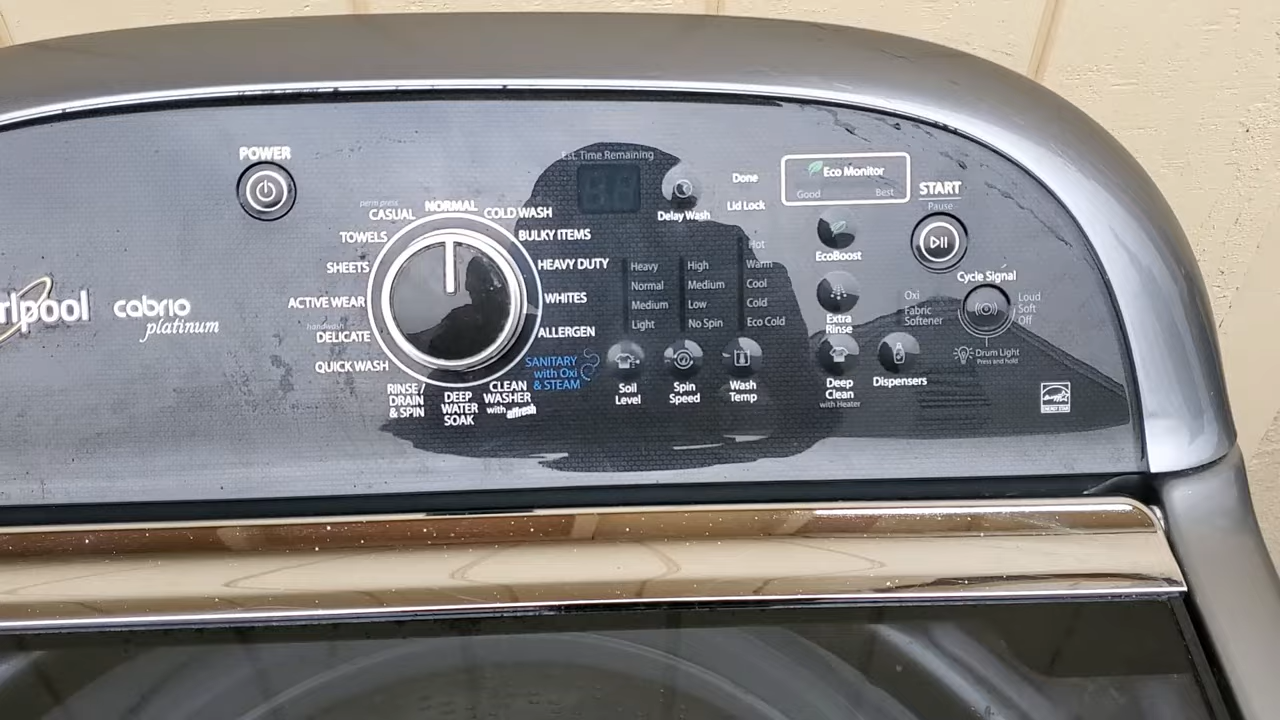 POWER
Est. Time Remaining
Delay Wash
Done
Lid Lock
Eco Monitor
Good
Best
START
Pause
perm press
CASUAL
NORMAL
COLD WASH
TOWELS
BULKY ITEMS
SHEETS
HEAVY DUTY
ACTIVE WEAR
WHITES
handwash
DELICATE
ALLERGEN
QUICK WASH
SANITARY
with Oxi
& STEAM
RINSE /
DRAIN
& SPIN
DEEP
WATER
SOAK
CLEAN
WASHER
with affresh
rlpool
cabrio
platinum
Heavy
Normal
Medium
Light
Soil
Level
High
Medium
Low
No Spin
Spin
Speed
Hot
Warm
Cool
Cold
Eco Cold
Wash
Temp
EcoBoost
Extra
Rinse
Deep
Clean
with Heater
Oxi
Fabric
Softener
Dispensers
Cycle Signal
Loud
Soft
Off
Drum Light
Press and hold
ENERGY STAR